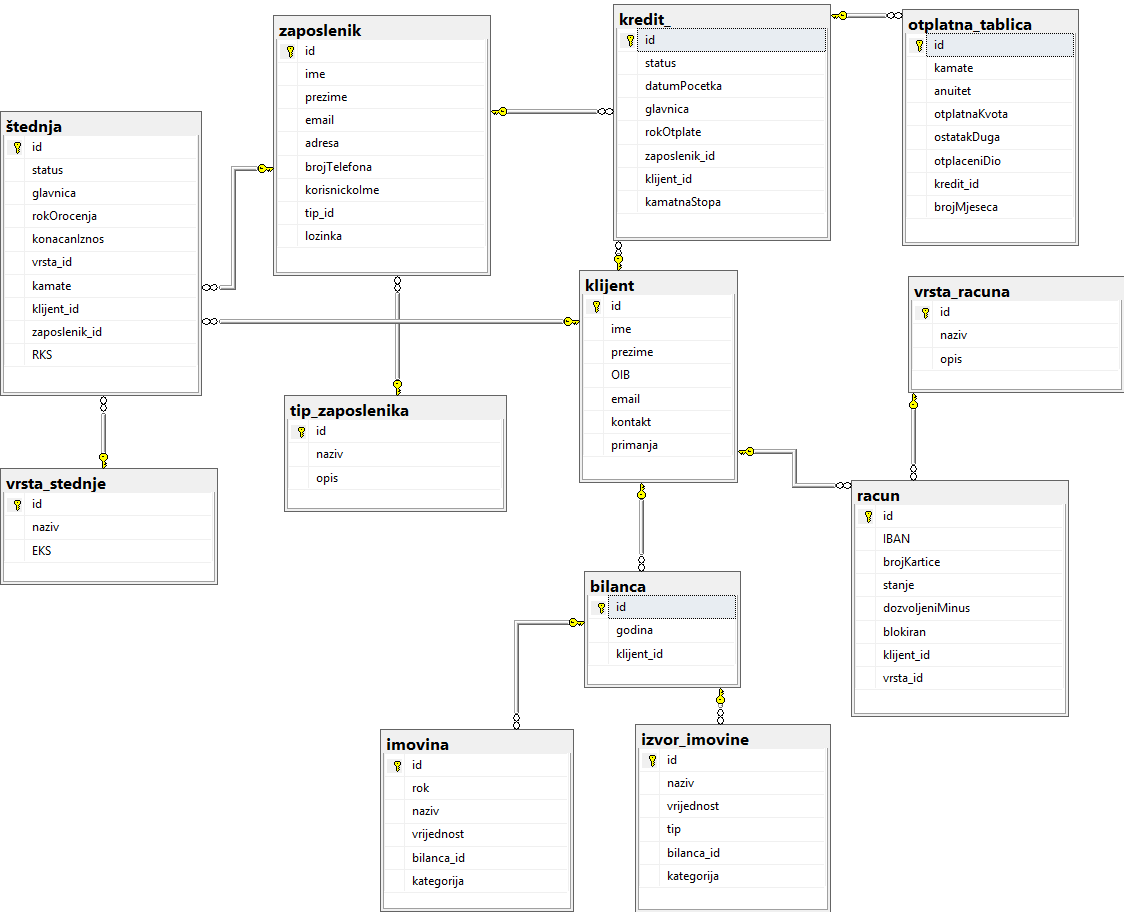 štednja
id
status
glavnica
rokOrocenja
konacanIznos
vrsta_id
kamate
klijent_id
zaposlenik_id
RKS
vrsta_stednje
id
naziv
EKS
zaposlenik
id
ime
prezime
email
adresa
brojTelefona
korisnickoIme
tip_id
lozinka
tip_zaposlenika
id
naziv
opis
kredit_
id
status
datumPocetka
glavnica
rokOtplate
zaposlenik_id
klijent_id
kamatnaStopa
otplatna_tablica
id
kamate
anuitet
otplatnaKvota
ostatakDuga
otplaceniDio
kredit_id
brojMjeseca
klijent
id
ime
prezime
OIB
email
kontakt
primanja
vrsta_racuna
id
naziv
opis
racun
id
IBAN
brojKartice
stanje
dozvoljeniMinus
blokiran
klijent_id
vrsta_id
bilanca
id
godina
klijent_id
imovina
id
rok
naziv
vrijednost
bilanca_id
kategorija
izvor_imovine
id
naziv
vrijednost
tip
bilanca_id
kategorija